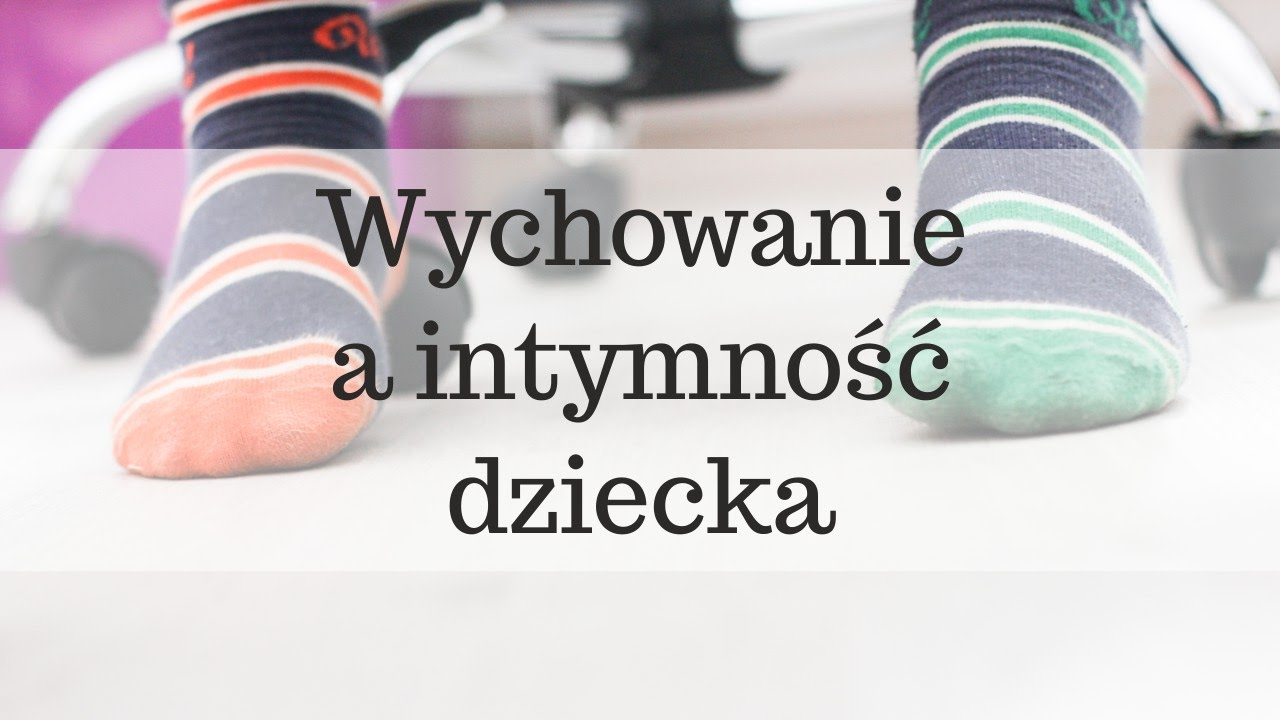 Wychowanie
a intymność
dziecka